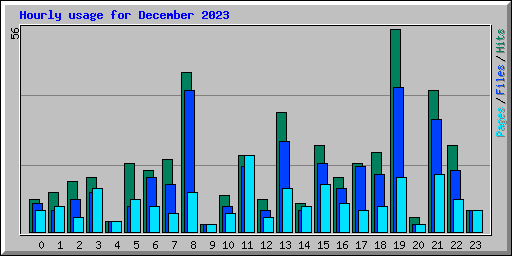 Hourly usage for December 2023
56
Pages / Files / Hits
0 1 2 3 4 5 6 7 8 9 10 11 12 13 14 15 16 17 18 19 20 21 22 23